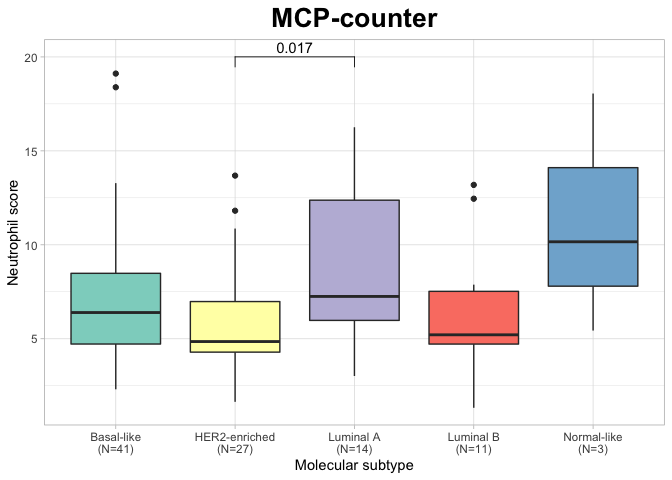 MCP-counter
0.017
20
15
10
5
Neutrophil score
Basal-like
(N=41)
HER2-enriched
(N=27)
Luminal A
(N=14)
Luminal B
(N=11)
Normal-like
(N=3)
Molecular subtype